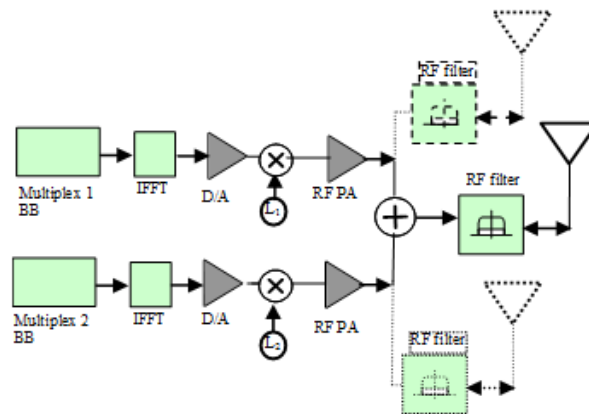 RF filter
Multiplex 1
BB
IFFT
D/A
L1
RF PA
RF filter
Multiplex 2
BB
IFFT
D/A
L2
RF PA
RF filter